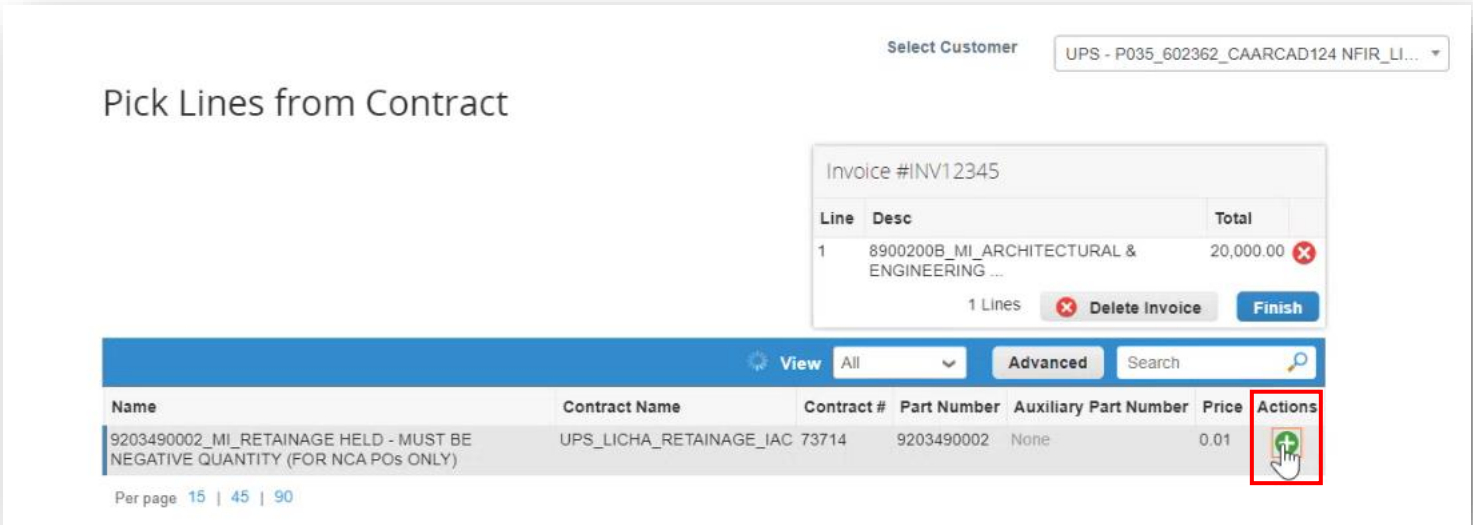 Select Customer UPS - P035_602362_CAARCAD124 NFIR_LI...
Pick Lines from Contract
Invoice #INV12345
Line Desc Total
1 8900200B_MI_ARCHITECTURAL & 20,000.00
ENGINEERING ...
1 Lines Delete Invoice Finish
View All Advanced Search
Name Contract Name Contract # Part Number Auxiliary Part Number Price Actions
9203490002_MI_RETAINAGE HELD - MUST BE UPS_LICHA_RETAINAGE_IAC 73714 9203490002 None 0.01
NEGATIVE QUANTITY (FOR NCA POs ONLY)
Per page 15 | 45 | 90